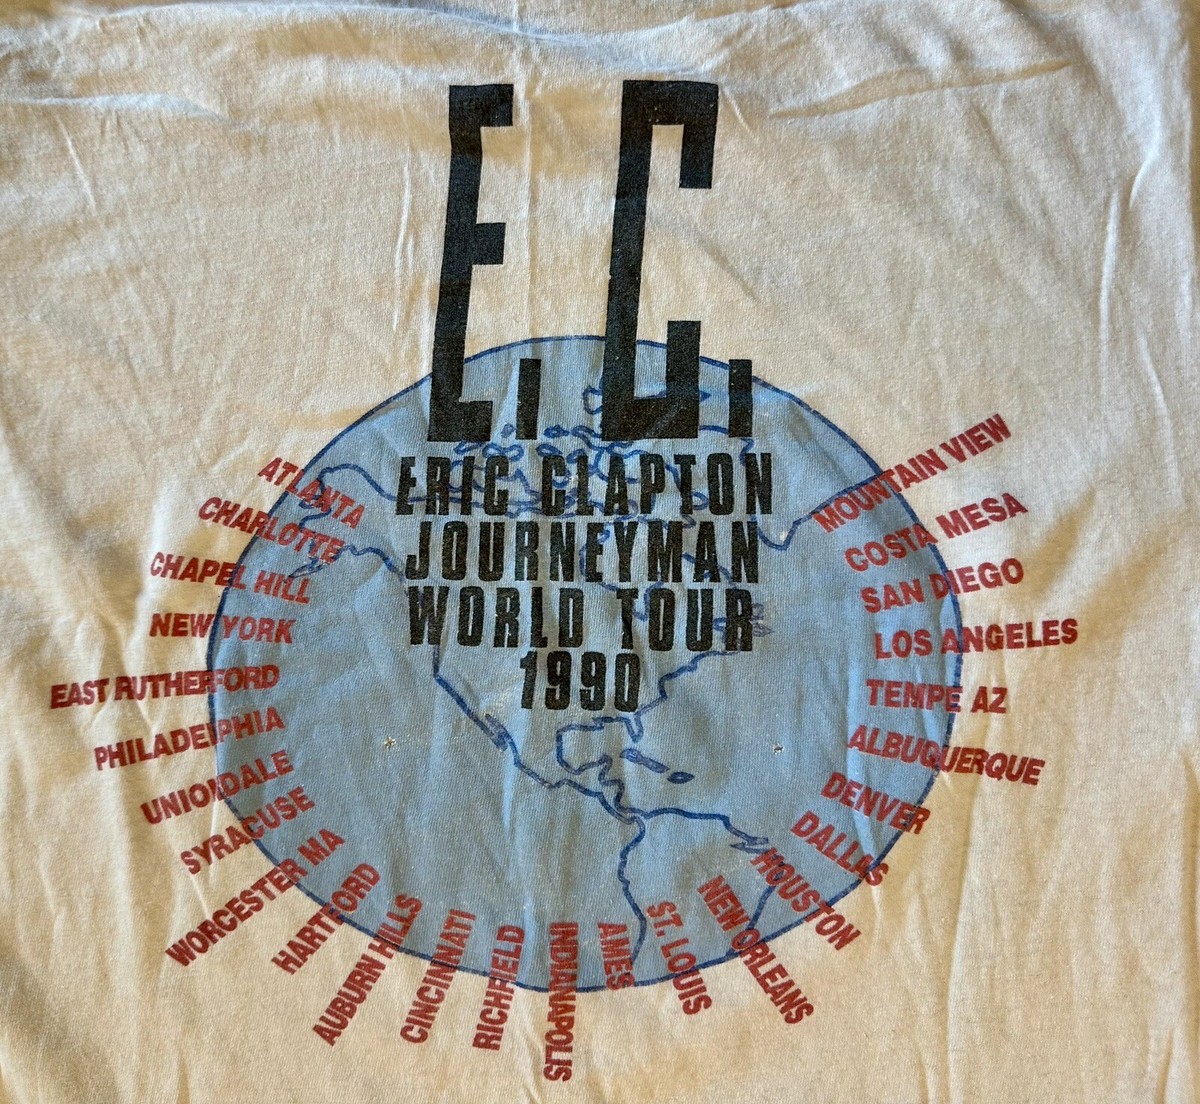 E.C.
ERIC CLAPTON
JOURNEYMAN
WORLD TOUR
1990
ATLANTA
CHARLOTTE
CHAPEL HILL
NEW YORK
EAST RUTHERFORD
PHILADELPHIA
UNIONDALE
SYRACUSE
WORCESTER MA
HARTFORD
AUBURN HILLS
CINCINNATI
RICHFIELD
INDIANAPOLIS
AMES
ST. LOUIS
NEW ORLEANS
HOUSTON
DALLAS
DENVER
ALBUQUERQUE
TEMPE AZ
LOS ANGELES
SAN DIEGO
COSTA MESA
MOUNTAIN VIEW